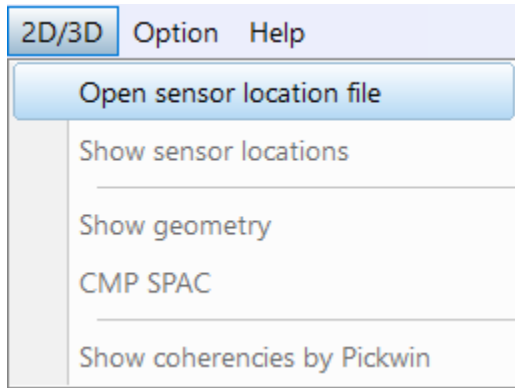 2D/3D Option Help
Open sensor location file
Show sensor locations
Show geometry
CMP SPAC
Show coherencies by Pickwin